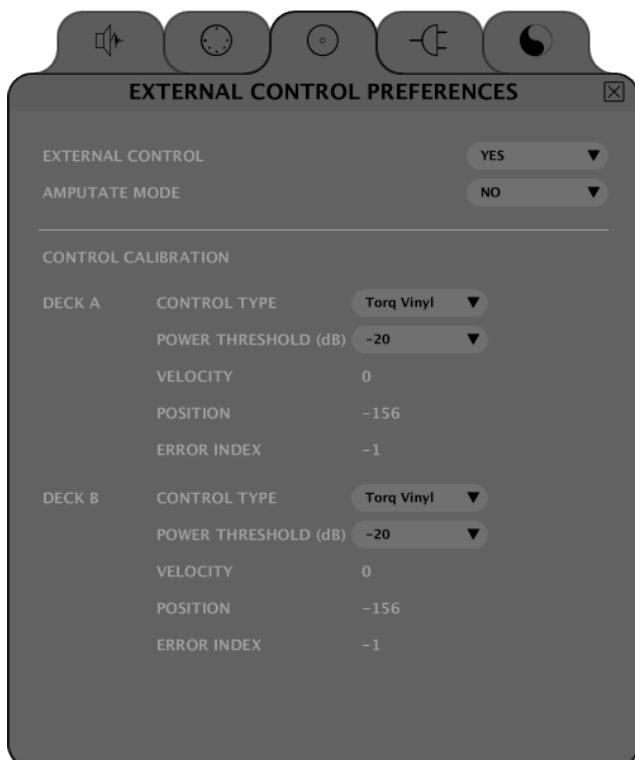 EXTERNAL CONTROL PREFERENCES
EXTERNAL CONTROL YES
AMPUTATE MODE NO
CONTROL CALIBRATION
DECK A CONTROL TYPE Torq Vinyl
POWER THRESHOLD (dB) -20
VELOCITY 0
POSITION -156
ERROR INDEX -1
DECK B CONTROL TYPE Torq Vinyl
POWER THRESHOLD (dB) -20
VELOCITY 0
POSITION -156
ERROR INDEX -1